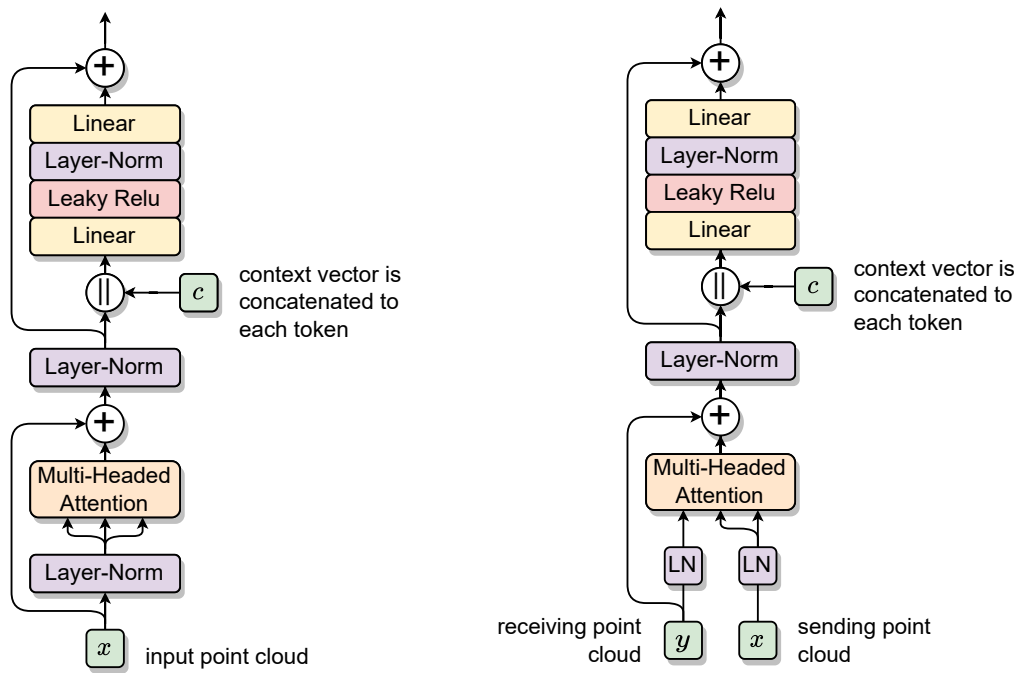 +
Linear
Layer-Norm
Leaky Relu
Linear
||
c
context vector is
concatenated to
each token
Layer-Norm
+
Multi-Headed
Attention
Layer-Norm
x
input point cloud
+
Linear
Layer-Norm
Leaky Relu
Linear
||
c
context vector is
concatenated to
each token
Layer-Norm
+
Multi-Headed
Attention
LN
LN
receiving point
cloud
y
x
sending point
cloud